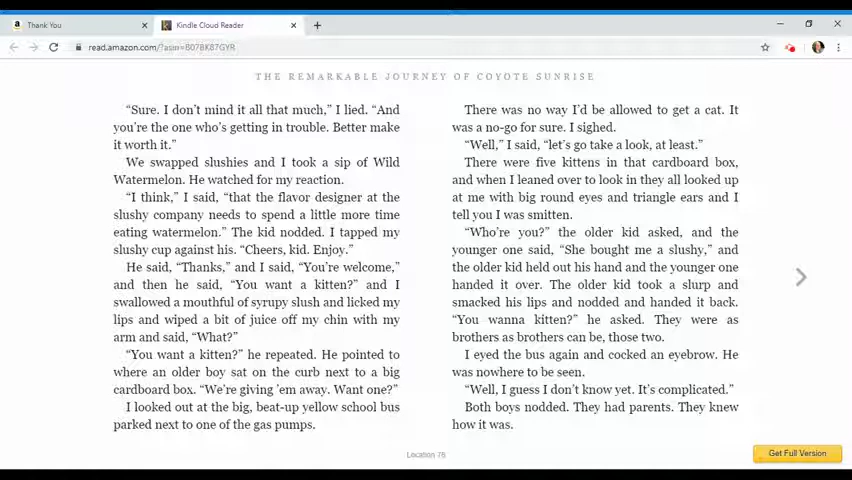 Thank You
Kindle Cloud Reader
read.amazon.com/?asin=B07BK87GYR
THE REMARKABLE JOURNEY OF COYOTE SUNRISE
“Sure. I don’t mind it all that much,” I lied. “And
you’re the one who’s getting in trouble. Better make
it worth it.”
We swapped slushies and I took a sip of Wild
Watermelon. He watched for my reaction.
“I think,” I said, “that the flavor designer at the
slushy company needs to spend a little more time
eating watermelon.” The kid nodded. I tapped my
slushy cup against his. “Cheers, kid. Enjoy.”
He said, “Thanks,” and I said, “You’re welcome,”
and then he said, “You want a kitten?” and I
swallowed a mouthful of syrupy slush and licked my
lips and wiped a bit of juice off my chin with my
arm and said, “What?”
“You want a kitten?” he repeated. He pointed to
where an older boy sat on the curb next to a big
cardboard box. “We’re giving ’em away. Want one?”
I looked out at the big, beat-up yellow school bus
parked next to one of the gas pumps.
There was no way I’d be allowed to get a cat. It
was a no-go for sure. I sighed.
“Well,” I said, “let’s go take a look, at least.”
There were five kittens in that cardboard box,
and when I leaned over to look in they all looked up
at me with big round eyes and triangle ears and I
tell you I was smitten.
“Who’re you?” the older kid asked, and the
younger one said, “She bought me a slushy,” and
the older kid held out his hand and the younger one
handed it over. The older kid took a slurp and
smacked his lips and nodded and handed it back.
“You wanna kitten?” he asked. They were as
brothers as brothers can be, those two.
I eyed the bus again and cocked an eyebrow. He
was nowhere to be seen.
“Well, I guess I don’t know yet. It’s complicated.”
Both boys nodded. They had parents. They knew
how it was.
Location 76
Get Full Version